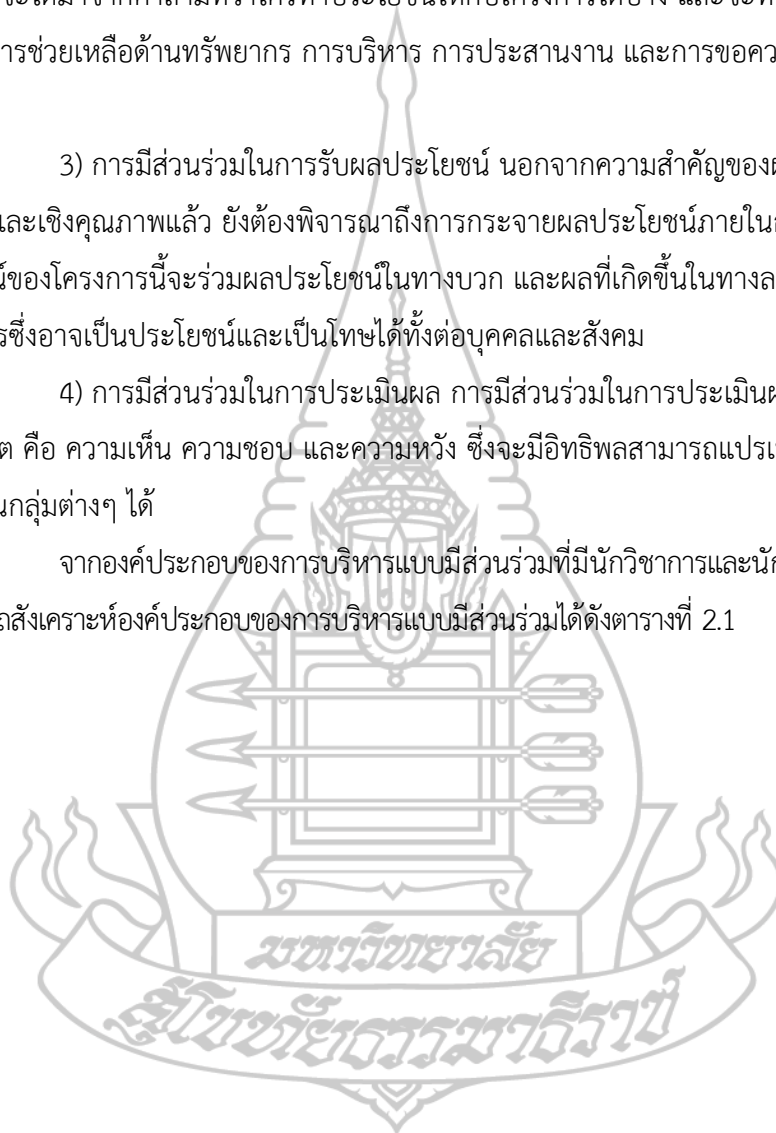 การช่วยเหลือด้านทรัพยากร การบริหาร การประสานงาน และการขอคว
3) การมีส่วนร่วมในการรับผลประโยชน์ นอกจากความสำคัญของผ
และเชิงคุณภาพแล้ว ยังต้องพิจารณาถึงการกระจายผลประโยชน์ภายในก
น์ของโครงการนี้จะร่วมผลประโยชน์ในทางบวก และผลที่เกิดขึ้นในทางล
รซึ่งอาจเป็นประโยชน์และเป็นโทษได้ทั้งต่อบุคคลและสังคม
4) การมีส่วนร่วมในการประเมินผล การมีส่วนร่วมในการประเมินผ
ต คือ ความเห็น ความชอบ และความหวัง ซึ่งจะมีอิทธิพลสามารถแปรเ
นกลุ่มต่างๆ ได้
จากองค์ประกอบของการบริหารแบบมีส่วนร่วมที่มีนักวิชาการและนัก
ถสังเคราะห์องค์ประกอบของการบริหารแบบมีส่วนร่วมได้ดังตารางที่ 2.1
มหาวิทยาลัย
สุโขทัยธรรมาธิราช